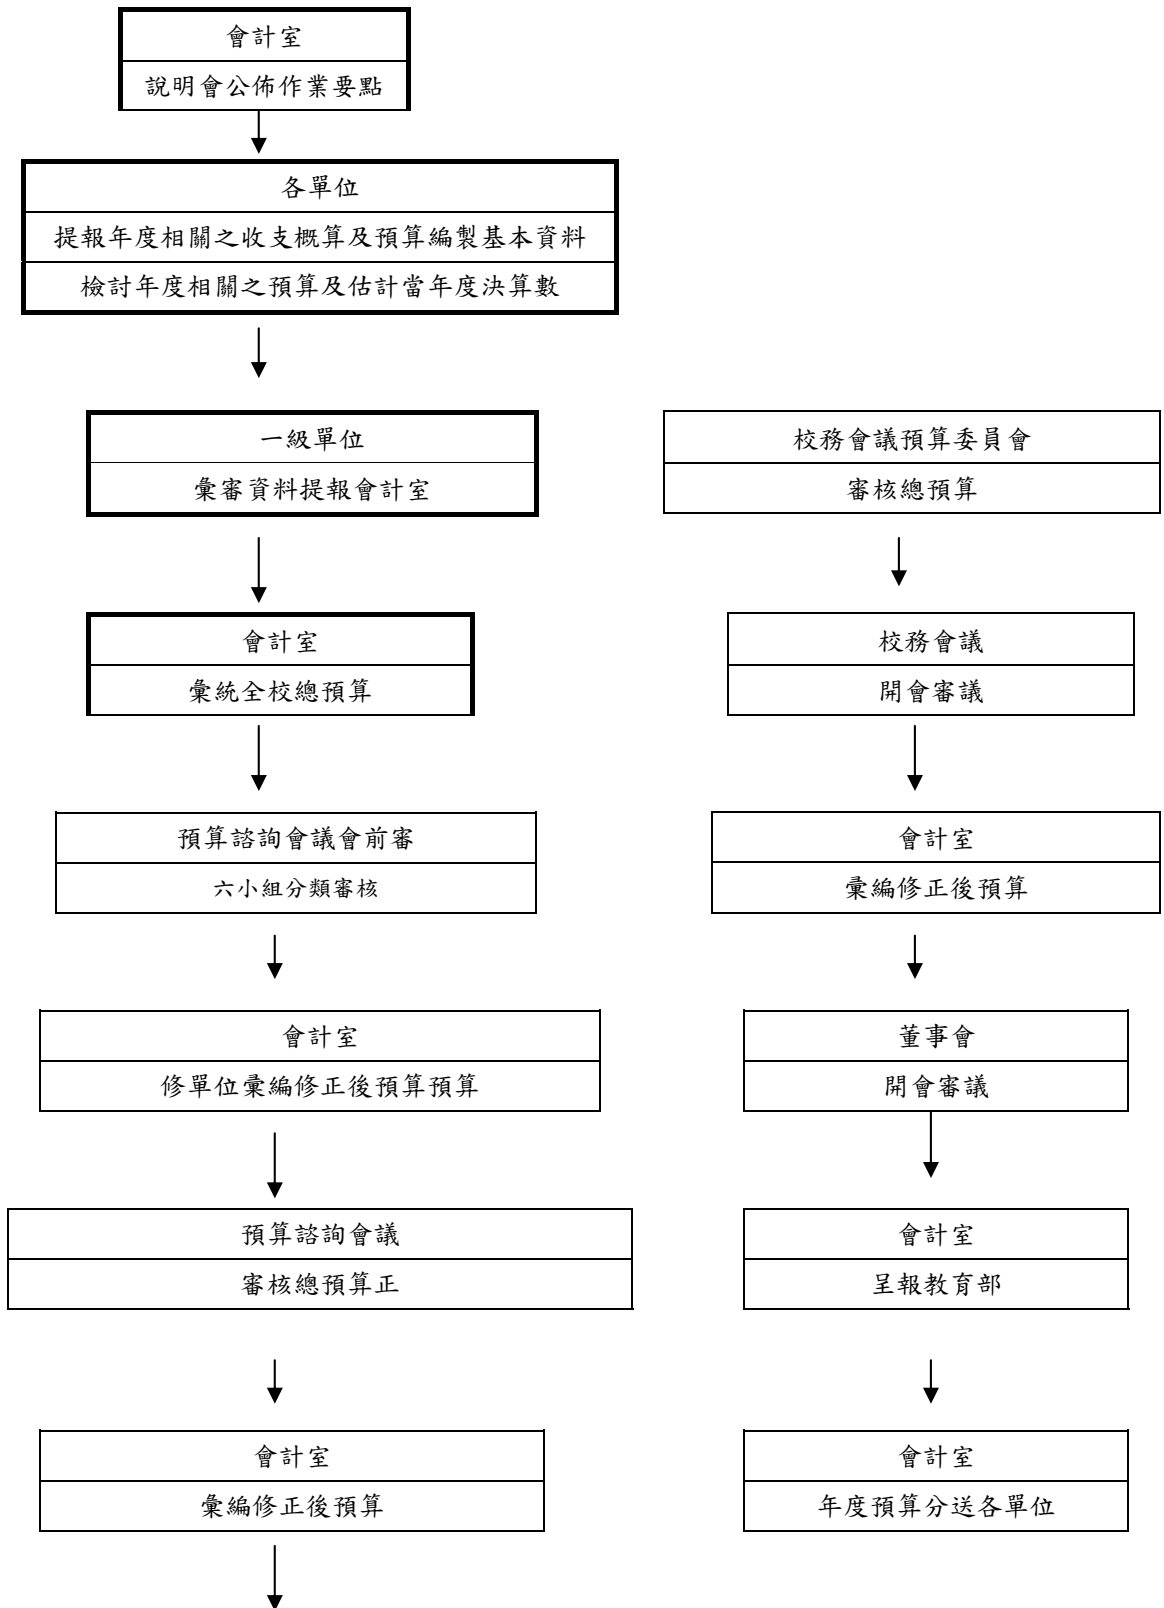 會計室
說明會公佈作業要點
各單位
提報年度相關之收支概算及預算編製基本資料
檢討年度相關之預算及估計當年度決算數
一級單位
彙審資料提報會計室
會計室
彙統全校總預算
預算諮詢會議會前審
六小組分類審核
會計室
修單位彙編修正後預算預算
預算諮詢會議
審核總預算正
會計室
彙編修正後預算
校務會議預算委員會
審核總預算
校務會議
開會審議
會計室
彙編修正後預算
董事會
開會審議
會計室
呈報教育部
會計室
年度預算分送各單位